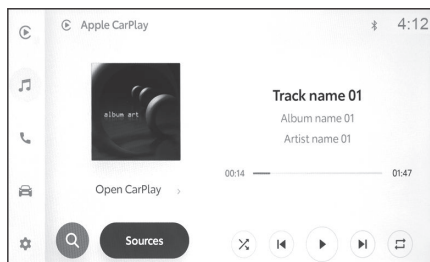 Apple CarPlay
4:12
album art
Track name 01
Album name 01
Artist name 01
00:14
01:47
Open CarPlay
Sources